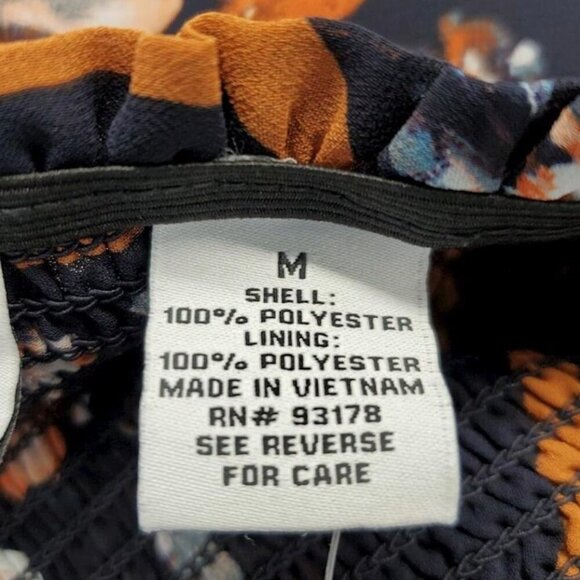 M
SHELL:
100% POLYESTER
LINING:
100% POLYESTER
MADE IN VIETNAM
RN# 93178
SEE REVERSE
FOR CARE